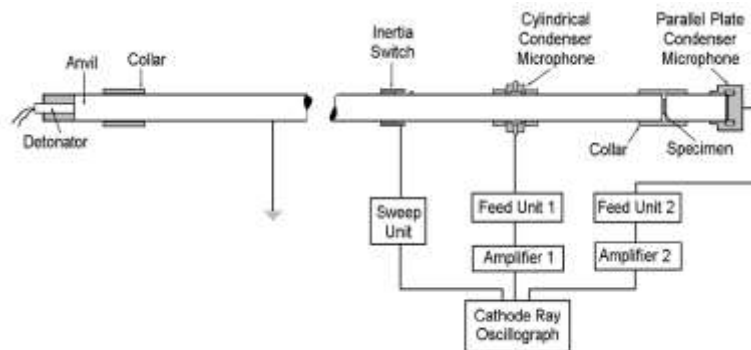 Cylindrical
Condenser
Microphone
Parallel Plate
Condenser
Microphone
Inertia
Switch
Collar
Anvil
Detonator
Collar
Specimen
Sweep
Unit
Feed Unit 1
Feed Unit 2
Amplifier 1
Amplifier 2
Cathode Ray
Oscillograph